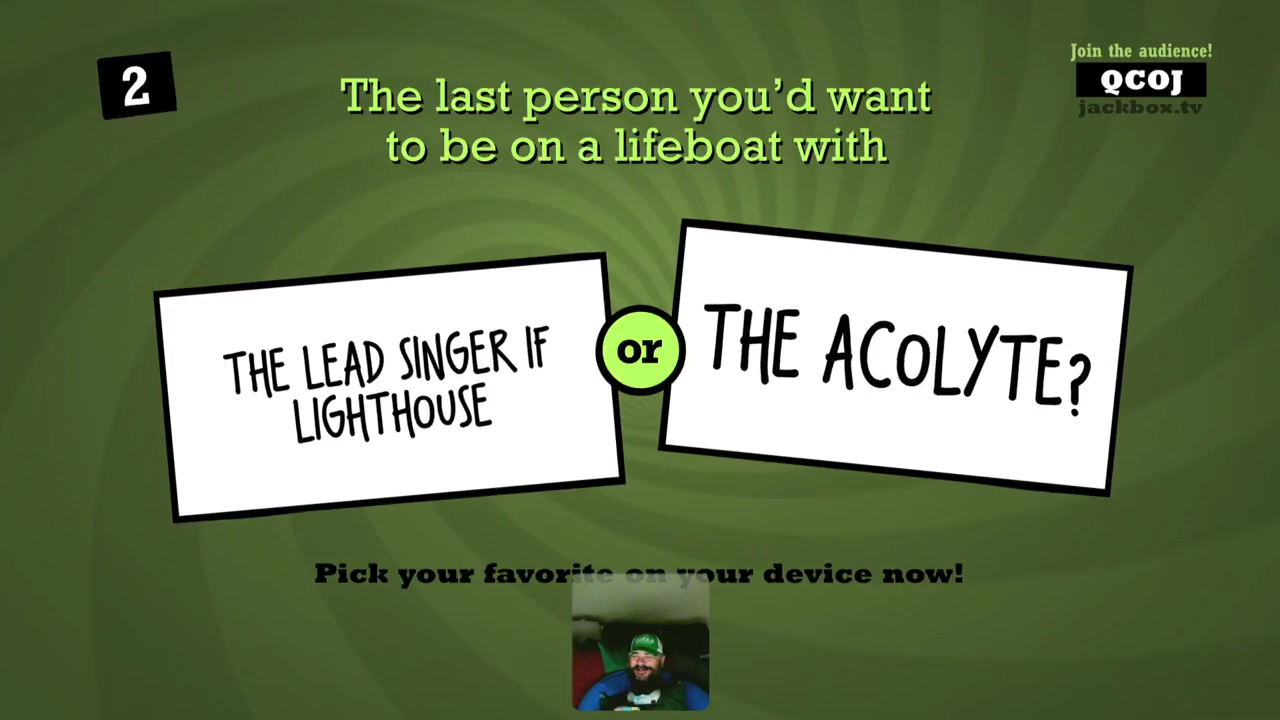 2
The last person you'd want
to be on a lifeboat with
Join the audience!
QCOJ
jackbox.tv
THE LEAD SINGER IF
LIGHTHOUSE
or
THE ACOLYTE?
Pick your favorite on your device now!